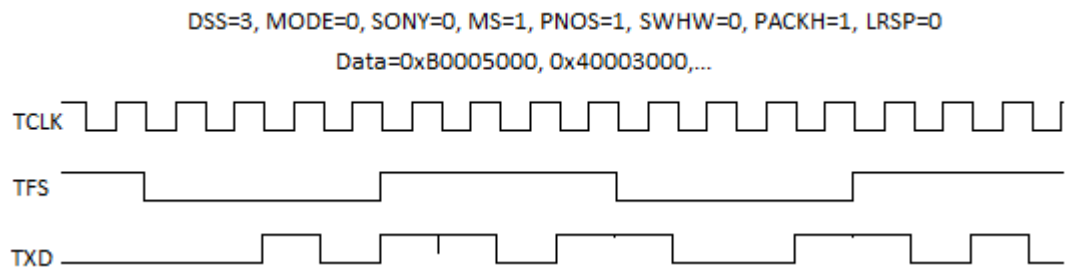 DSS=3, MODE=0, SONY=0, MS=1, PNOS=1, SWHW=0, PACKH=1, LRSP=0
Data=0xB0005000, 0x40003000,...
TCLK
TFS
TXD